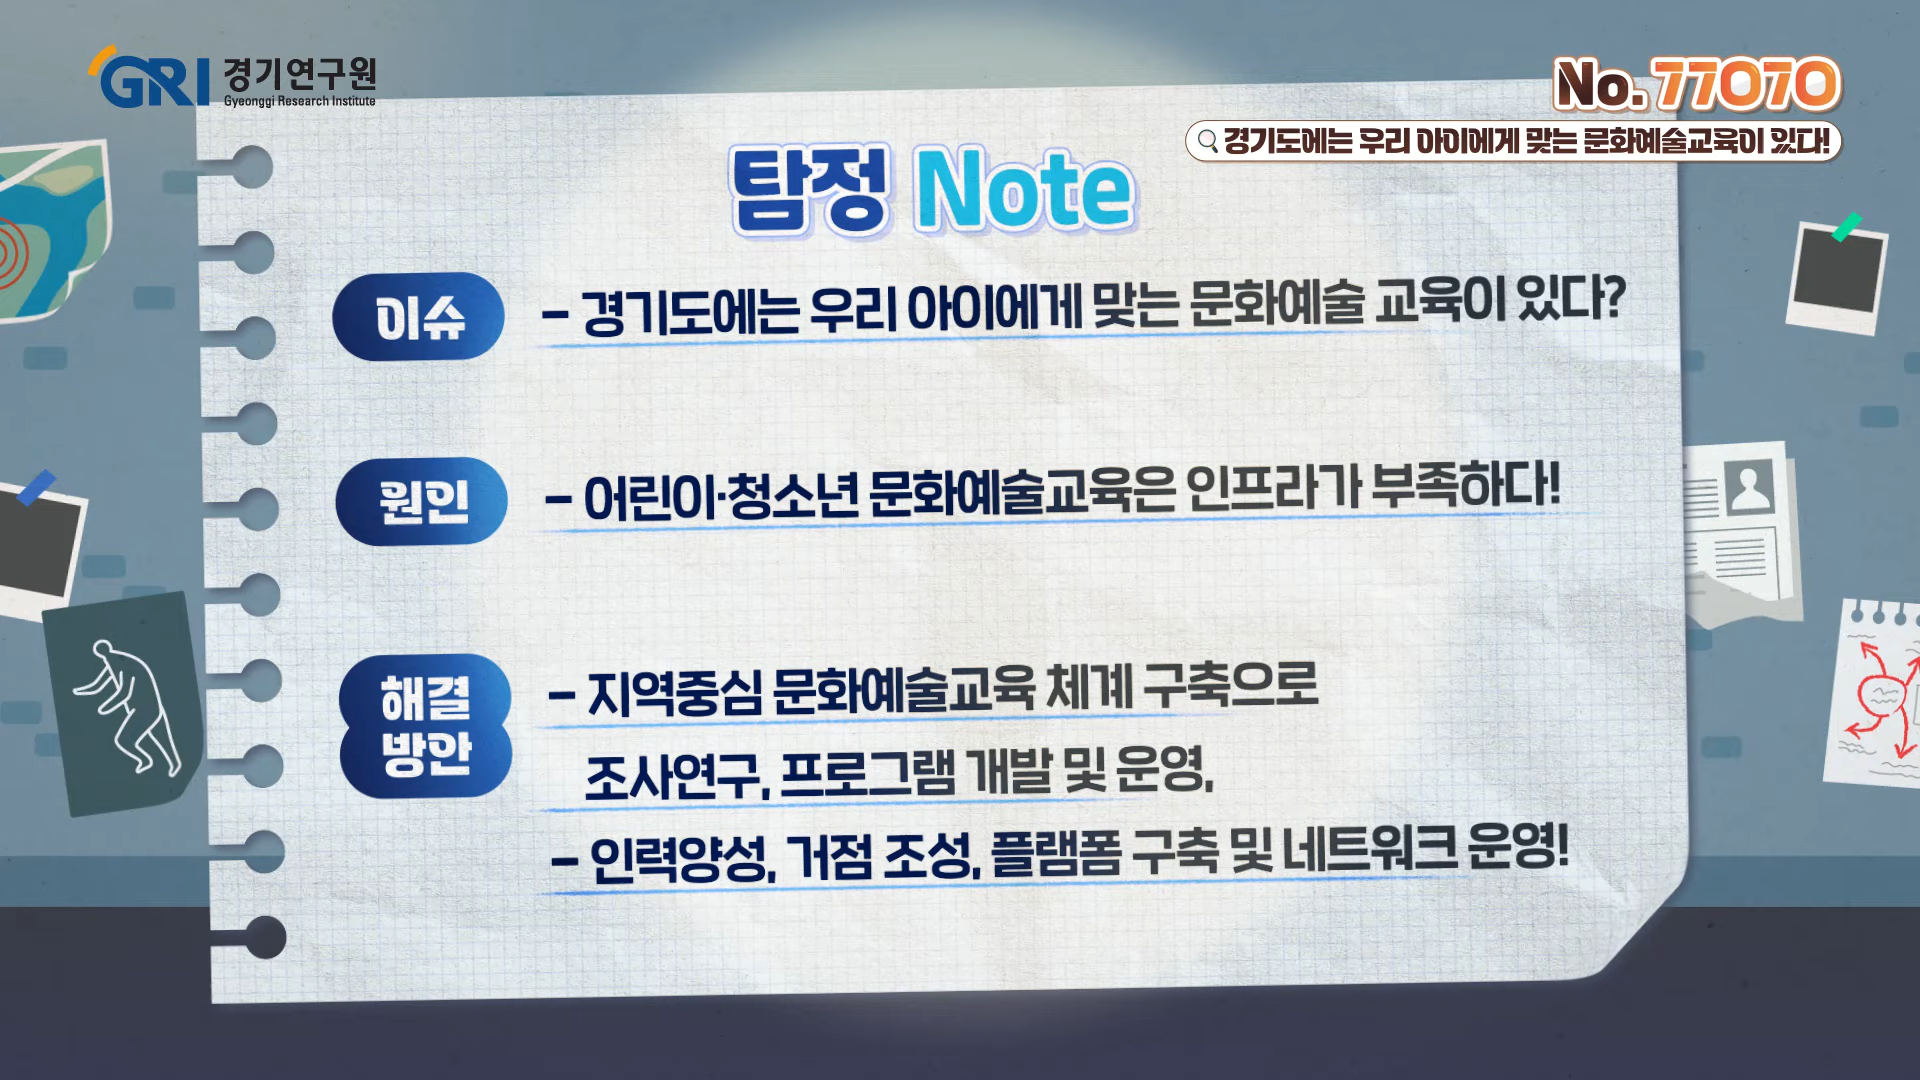 GRI 경기연구원
Gyeonggi Research Institute
No. 77070
경기도에는 우리 아이에게 맞는 문화예술교육이 있다!
탐정 Note
이슈
- 경기도에는 우리 아이에게 맞는 문화예술 교육이 있다?
원인
- 어린이·청소년 문화예술교육은 인프라가 부족하다!
해결
방안
- 지역중심 문화예술교육 체계 구축으로
조사연구, 프로그램 개발 및 운영,
- 인력양성, 거점 조성, 플램폼 구축 및 네트워크 운영!